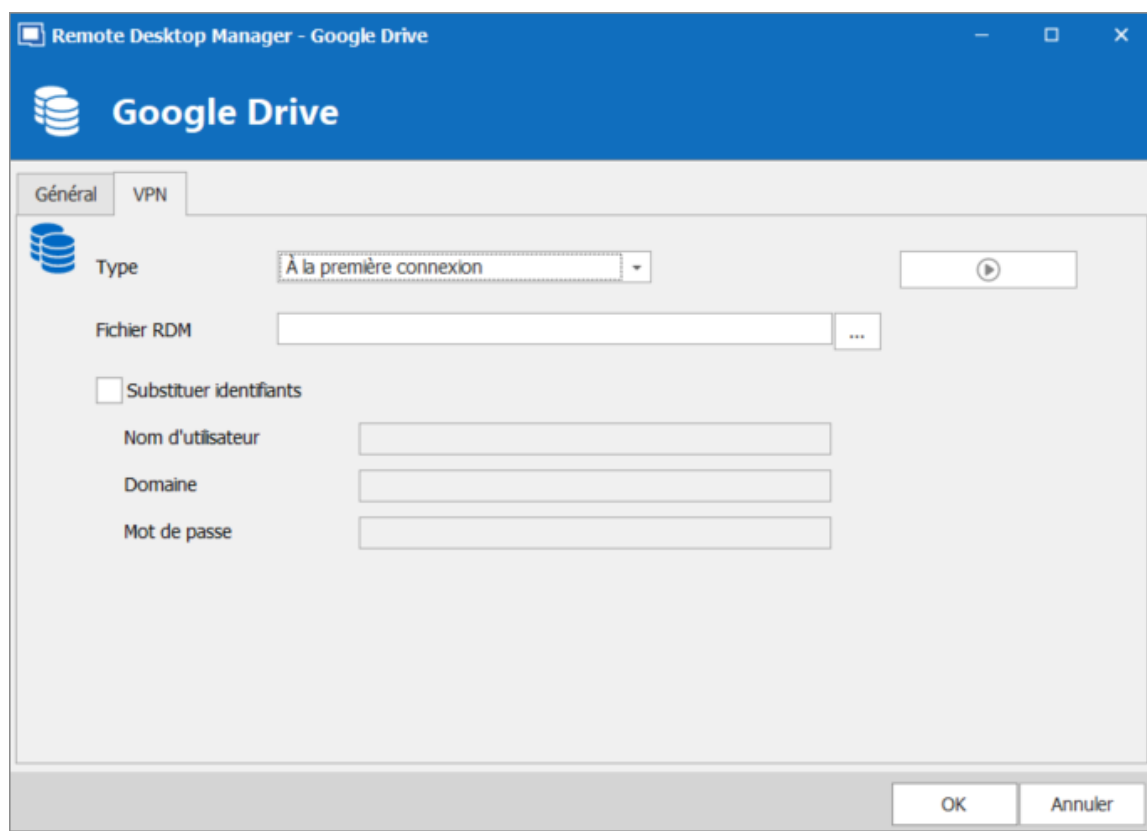 Remote Desktop Manager - Google Drive
Google Drive
Général VPN
Type À la première connexion
Fichier RDM ...
Substituer identifiants
Nom d'utilisateur
Domaine
Mot de passe
OK Annuler